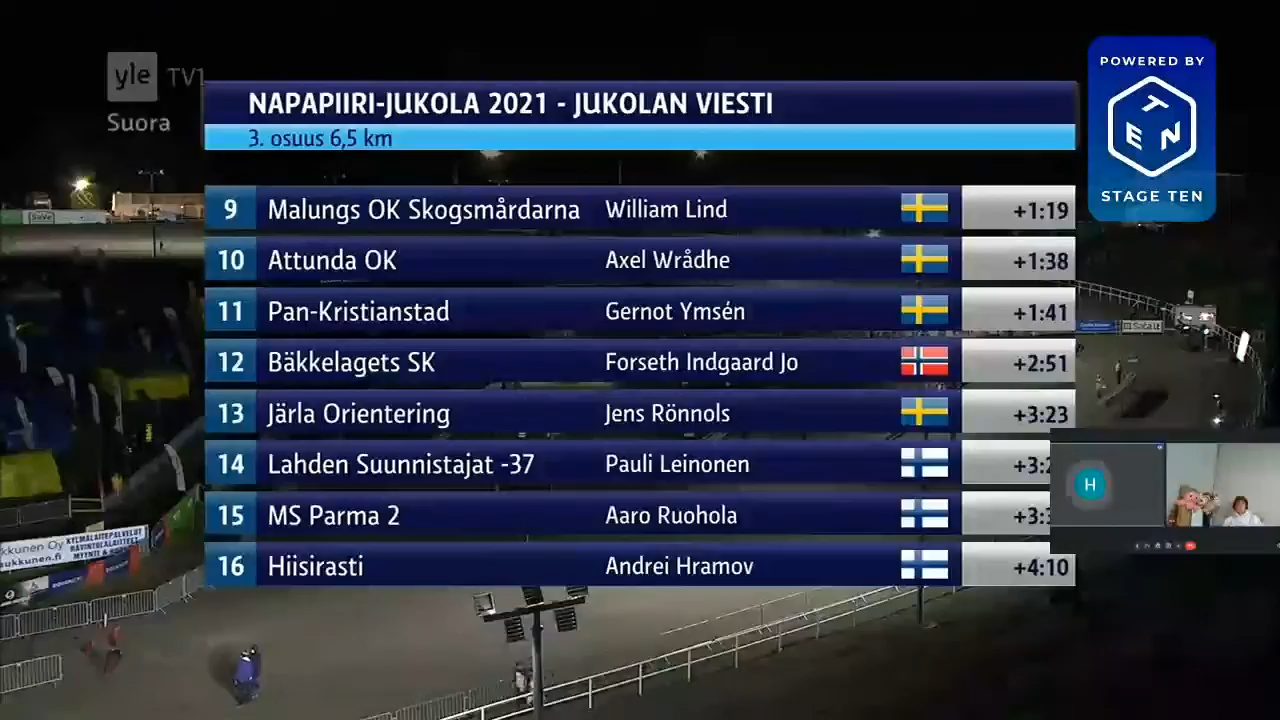 yle TV1
Suora
POWERED BY
TEN
STAGE TEN
NAPAPIIRI-JUKOLA 2021 - JUKOLAN VIESTI
3. osuus 6,5 km
9 Malungs OK Skogsmårdarna William Lind +1:19
10 Attunda OK Axel Wrådhe +1:38
11 Pan-Kristianstad Gernot Ymsén +1:41
12 Bäkkelagets SK Forseth Indgaard Jo +2:51
13 Järla Orientering Jens Rönnols +3:23
14 Lahden Suunnistajat -37 Pauli Leinonen
15 MS Parma 2 Aaro Ruohola
16 Hiisirasti Andrei Hramov +4:10
H
KYLMÄLAITEPALVELUT
RAVINTOLALAITTEET